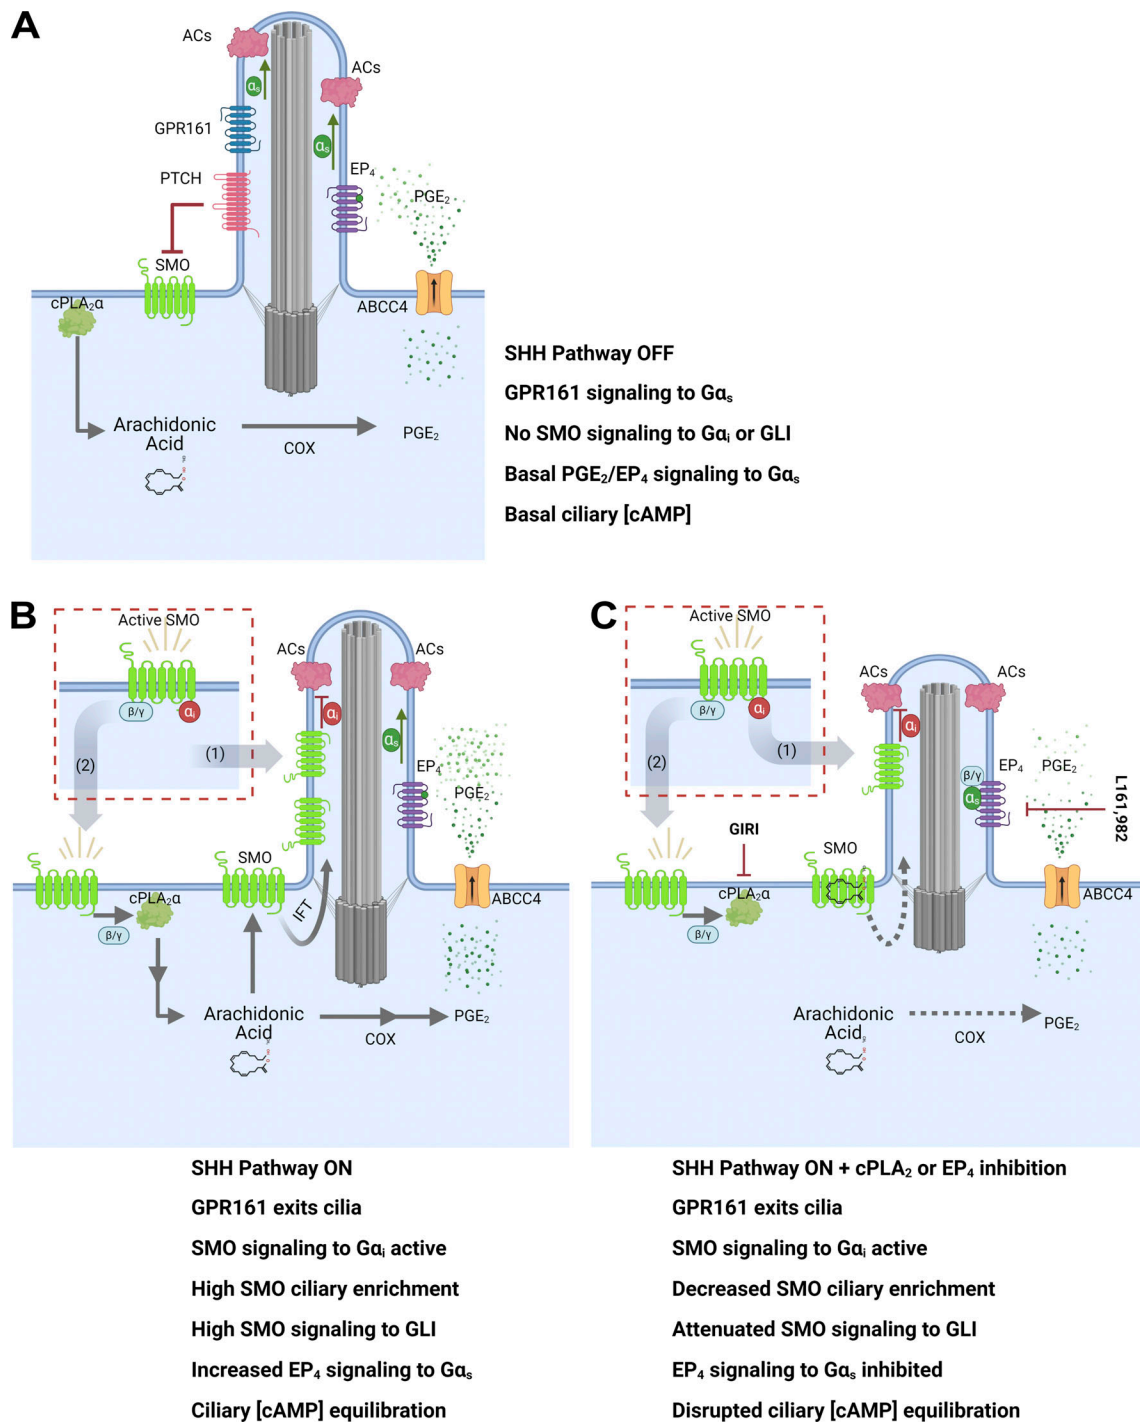 A
ACs
ACs
αs
GPR161
αs
EP4
PTCH
PGE2
SMO
cPLA2α
ABCC4
SHH Pathway OFF
GPR161 signaling to Gαs
No SMO signaling to Gαi or GLI
Basal PGE2/EP4 signaling to Gαs
Basal ciliary [cAMP]
Arachidonic
Acid
COX
PGE2
B
Active SMO
β/γ
αi
(1)
(2)
ACs
ACs
αi
αs
EP4
PGE2
SMO
cPLA2α
β/γ
IFT
ABCC4
Arachidonic
Acid
COX
PGE2
SHH Pathway ON
GPR161 exits cilia
SMO signaling to Gαi active
High SMO ciliary enrichment
High SMO signaling to GLI
Increased EP4 signaling to Gαs
Ciliary [cAMP] equilibration
C
Active SMO
β/γ
αi
(1)
(2)
ACs
ACs
αi
β/γ
αs
EP4
PGE2
L161,982
GIRI
SMO
cPLA2α
β/γ
ABCC4
Arachidonic
Acid
COX
PGE2
SHH Pathway ON + cPLA2 or EP4 inhibition
GPR161 exits cilia
SMO signaling to Gαi active
Decreased SMO ciliary enrichment
Attenuated SMO signaling to GLI
EP4 signaling to Gαs inhibited
Disrupted ciliary [cAMP] equilibration